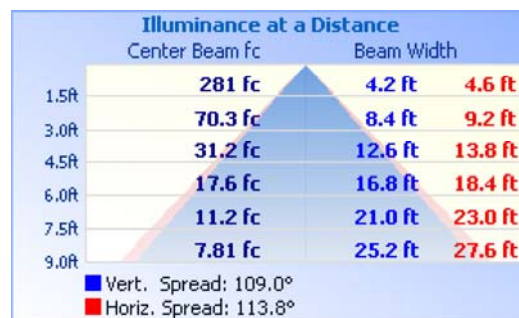 Illuminance at a Distance
Center Beam fc Beam Width
281 fc 4.2 ft 4.6 ft
1.5ft
70.3 fc 8.4 ft 9.2 ft
3.0ft
31.2 fc 12.6 ft 13.8 ft
4.5ft
17.6 fc 16.8 ft 18.4 ft
6.0ft
11.2 fc 21.0 ft 23.0 ft
7.5ft
7.81 fc 25.2 ft 27.6 ft
9.0ft
Vert. Spread: 109.0°
Horiz. Spread: 113.8°